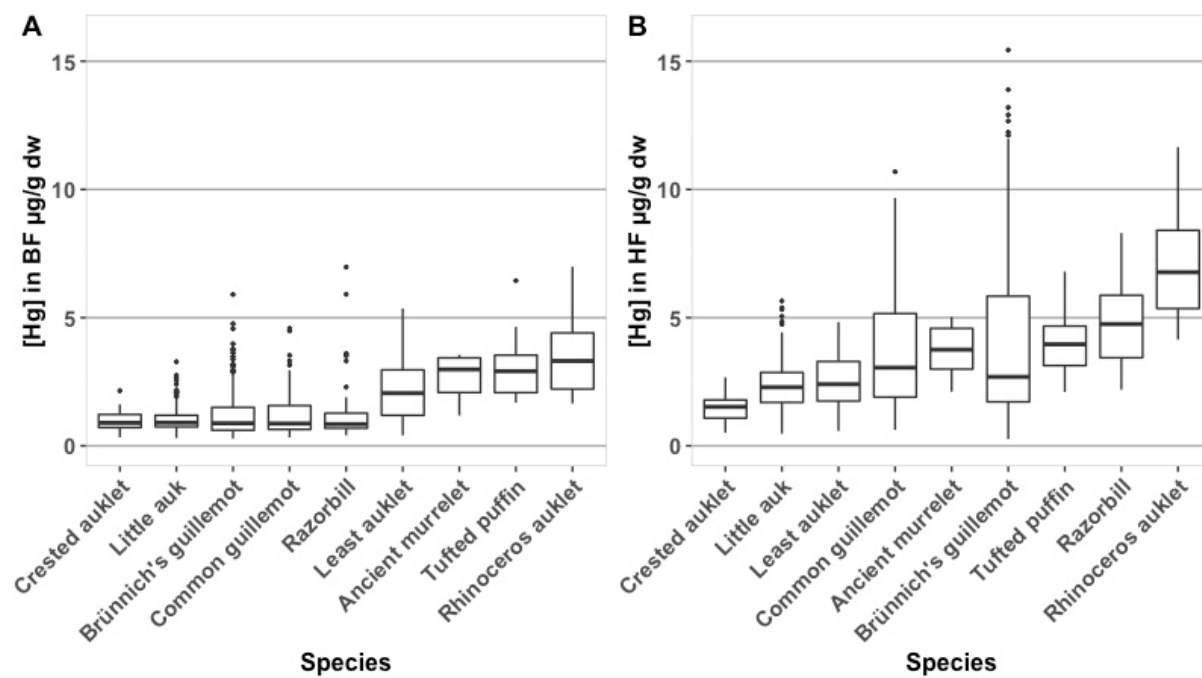 A
[Hg] in BF µg/g dw
15
10
5
0
Crested auklet
Little auk
Brünnich's guillemot
Common guillemot
Razorbill
Least auklet
Ancient murrelet
Tufted puffin
Rhinoceros auklet
Species
B
[Hg] in HF µg/g dw
15
10
5
0
Crested auklet
Little auk
Least auklet
Common guillemot
Ancient murrelet
Brünnich's guillemot
Tufted puffin
Razorbill
Rhinoceros auklet
Species